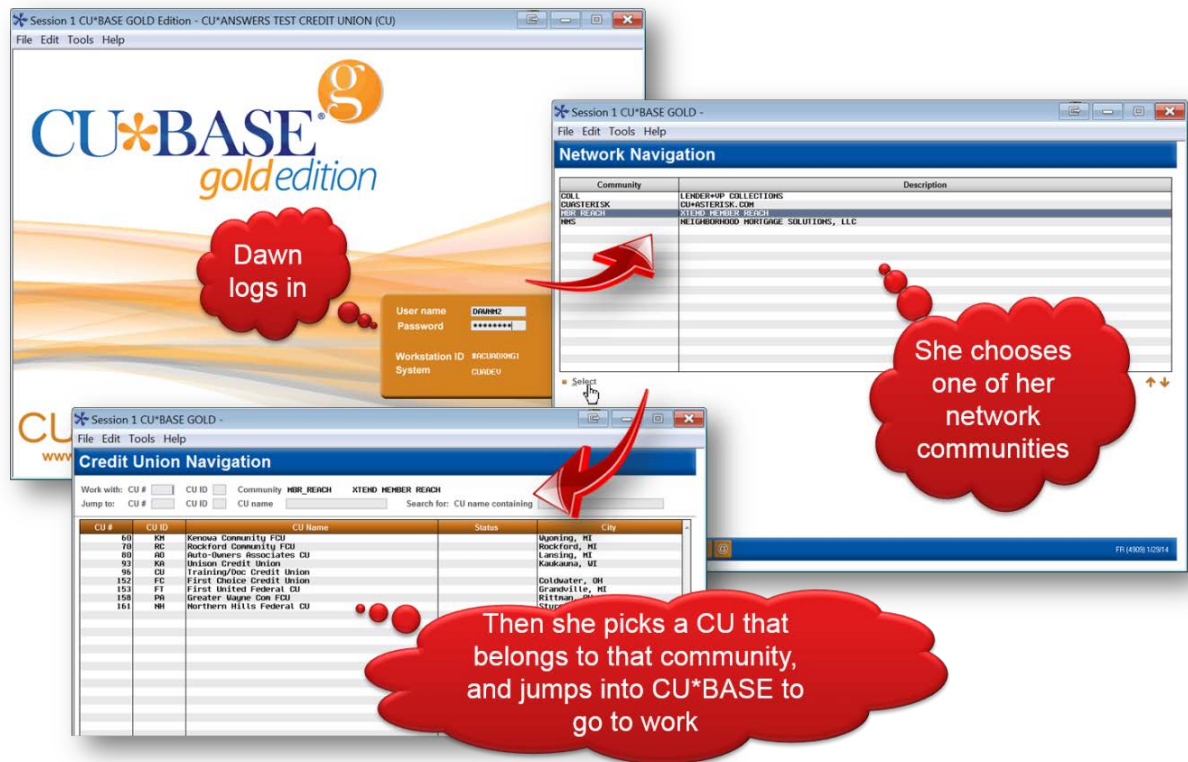 Session 1 CU*BASE GOLD Edition - CU*ANSWERS TEST CREDIT UNION (CU)
File Edit Tools Help
CU*BASE®
gold edition
g
Dawn
logs in
User name DAWNM2
Password ********
Workstation ID
System CUADEV
CU
www
Session 1 CU*BASE GOLD -
File Edit Tools Help
Network Navigation
Community Description
COLL LENDER*VP COLLECTIONS
CUASTERISK CU*ASTERISK.COM
MBR REACH XTEND MEMBER REACH
NMS NEIGHBORHOOD MORTGAGE SOLUTIONS, LLC
Select
She chooses
one of her
network
communities
FR (4909) 1/29/14
Session 1 CU*BASE GOLD -
File Edit Tools Help
Credit Union Navigation
Work with: CU # CU ID Community MBR_REACH XTEND MEMBER REACH
Jump to: CU # CU ID CU name Search for: CU name containing
CU # CU ID CU Name Status City
60 KM Kenowa Community FCU Wyoming, MI
70 RC Rockford Community FCU Rockford, MI
80 AO Auto-Owners Associates CU Lansing, MI
93 KA Unison Credit Union Kaukauna, WI
96 CU Training/Doc Credit Union
152 FC First Choice Credit Union Coldwater, OH
153 FT First United Federal CU Grandville, MI
158 PA Greater Wayne Com FCU Rittman,
161 NH Northern Hills Federal CU
Then she picks a CU that
belongs to that community,
and jumps into CU*BASE to
go to work